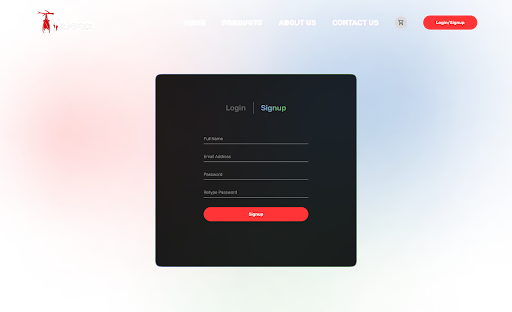 HOME PRODUCTS ABOUT US CONTACT US Login/Signup
Login Signup
Full Name
Email Address
Password
Retype Password
Signup